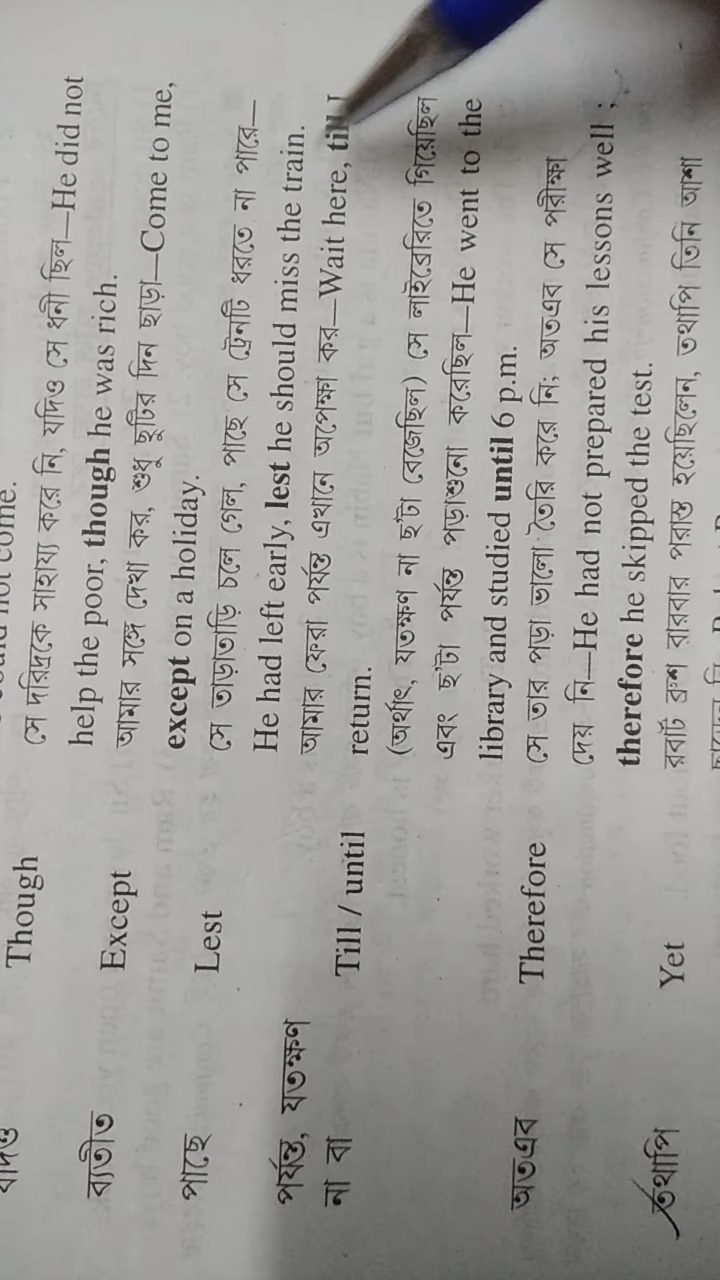 could not come.
যদিও Though সে দরিদ্রকে সাহায্য করে নি, যদিও সে ধনী ছিল—He did not
help the poor, though he was rich.
ব্যতীত Except আমার সঙ্গে দেখা কর, শুধু ছুটির দিন ছাড়া—Come to me,
except on a holiday.
পাছে Lest সে তাড়াতাড়ি চলে গেল, পাছে সে ট্রেনটি ধরতে না পারে—
He had left early, lest he should miss the train.
পর্যন্ত, যতক্ষণ Till / until আমার ফেরা পর্যন্ত এখানে অপেক্ষা কর—Wait here, till I
না বা return.
(অর্থাৎ, যতক্ষণ না ছ'টা বেজেছিল) সে লাইব্রেরিতে গিয়েছিল
এবং ছ'টা পর্যন্ত পড়াশুনো করেছিল—He went to the
library and studied until 6 p.m.
অতএব Therefore সে তার পড়া ভালো তৈরি করে নি; অতএব সে পরীক্ষা
দেয় নি—He had not prepared his lessons well ;
therefore he skipped the test.
তথাপি Yet রবার্ট ব্রুশ বারবার পরাস্ত হয়েছিলেন, তথাপি তিনি আশা